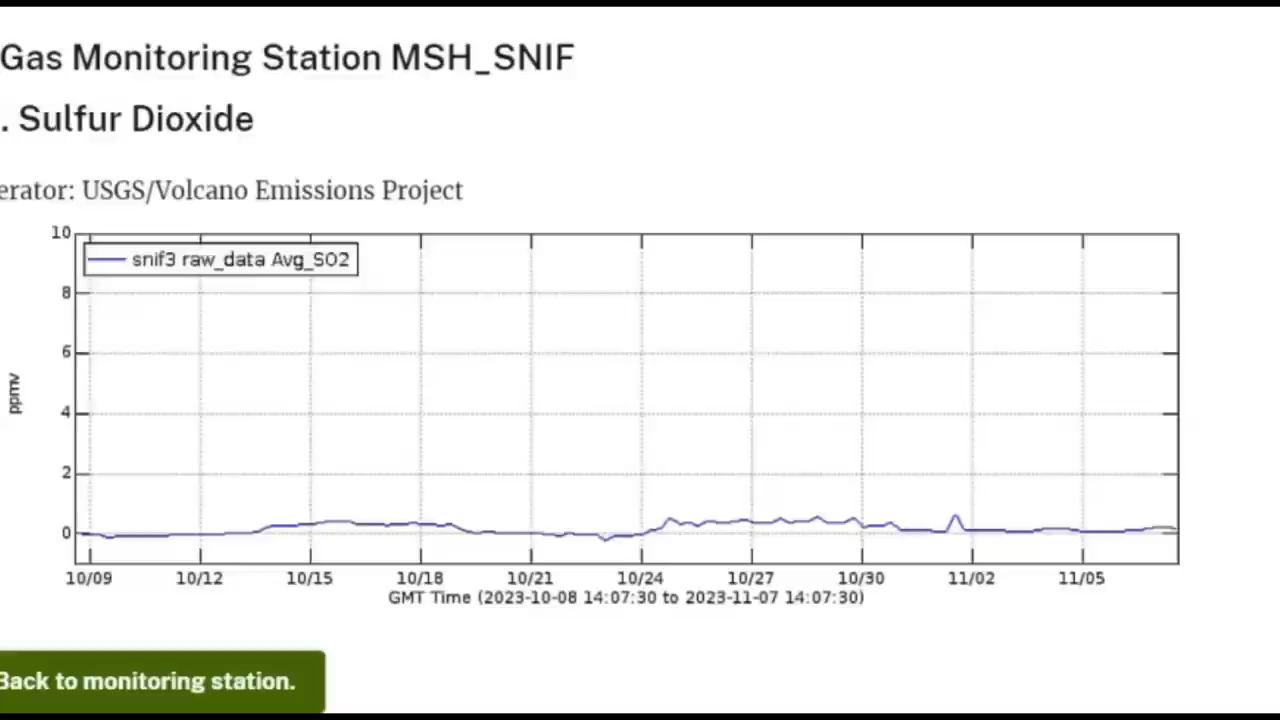 Gas Monitoring Station MSH_SNIF
. Sulfur Dioxide
erator: USGS/Volcano Emissions Project
10
snif3 raw_data Avg_SO2
8
6
ppmv
4
2
0
10/09 10/12 10/15 10/18 10/21 10/24 10/27 10/30 11/02 11/05
GMT Time (2023-10-08 14:07:30 to 2023-11-07 14:07:30)
Back to monitoring station.